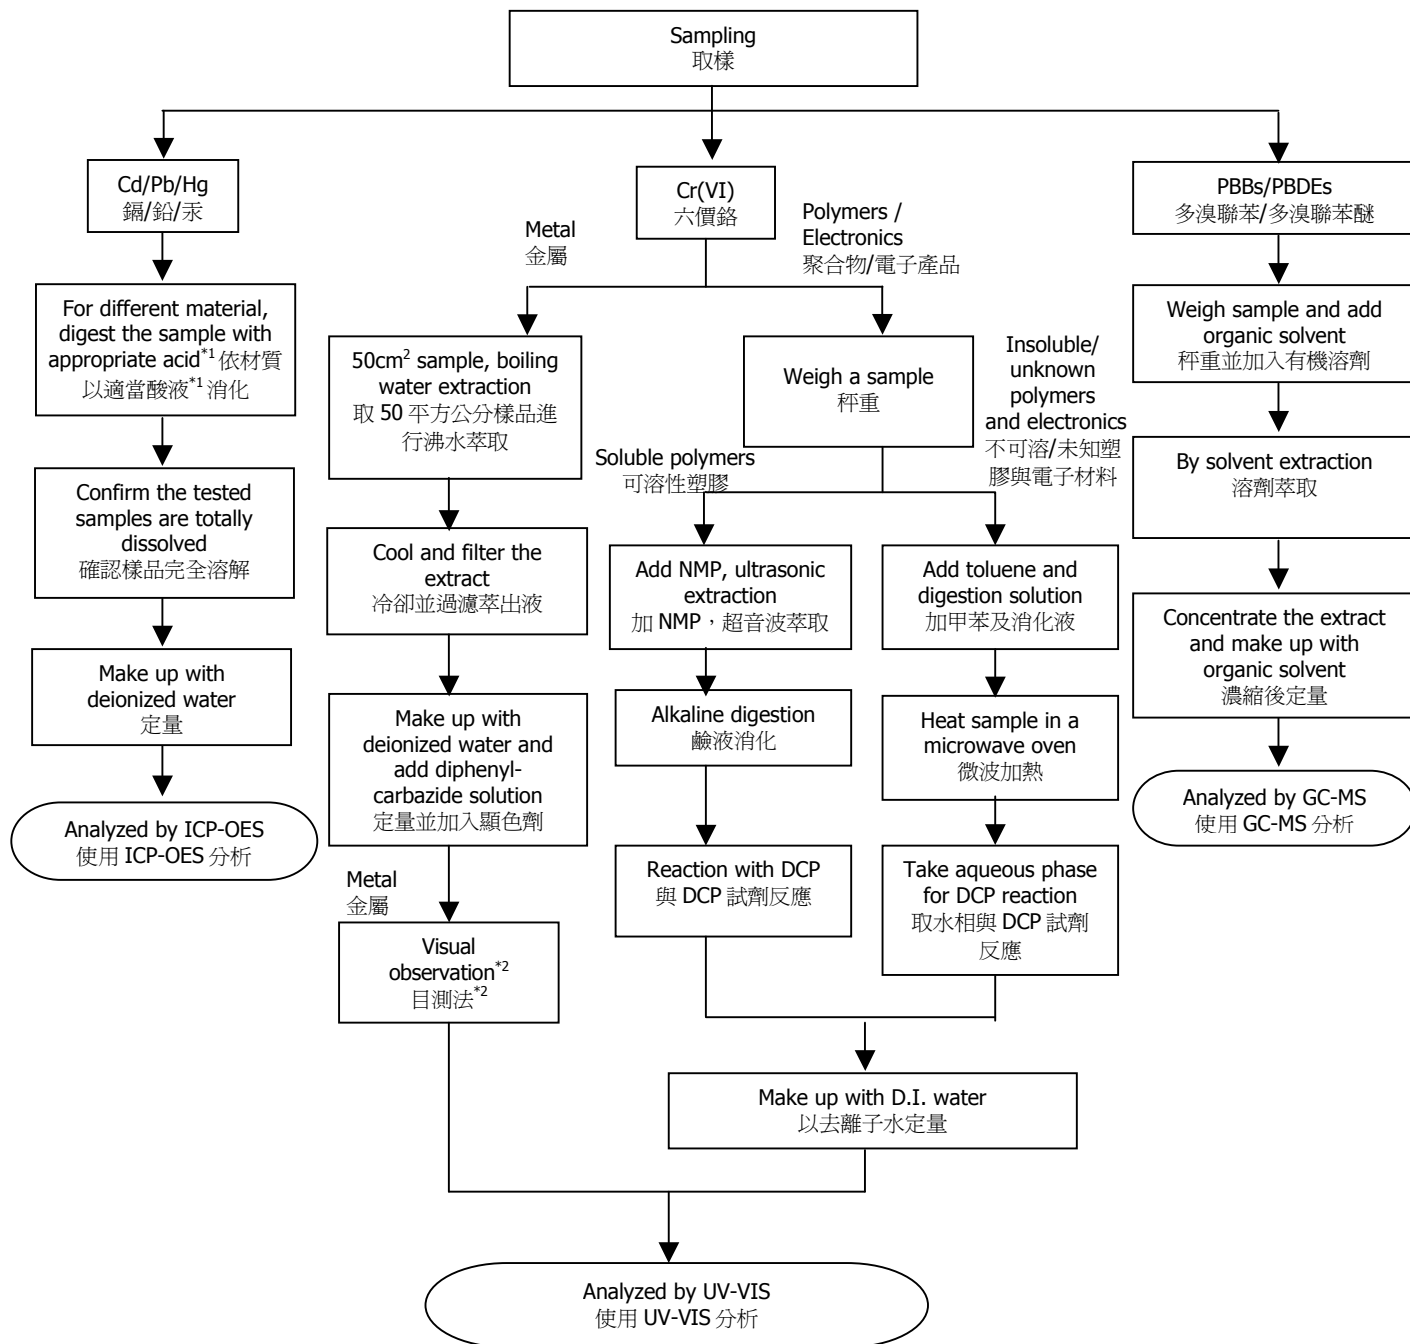 Sampling
取樣
Cd/Pb/Hg
鎘/鉛/汞
For different material,
digest the sample with
appropriate acid*1 依材質
以適當酸液*1 消化
Confirm the tested
samples are totally
dissolved
確認樣品完全溶解
Make up with
deionized water
定量
Analyzed by ICP-OES
使用 ICP-OES 分析
Cr(VI)
六價鉻
Metal
金屬
Polymers /
Electronics
聚合物/電子產品
50cm2 sample, boiling
water extraction
取 50 平方公分樣品進
行沸水萃取
Cool and filter the
extract
冷卻並過濾萃出液
Make up with
deionized water and
add diphenyl-
carbazide solution
定量並加入顯色劑
Metal
金屬
Visual
observation*2
目測法*2
Weigh a sample
秤重
Soluble polymers
可溶性塑膠
Insoluble/
unknown
polymers
and electronics
不可溶/未知塑
膠與電子材料
Add NMP, ultrasonic
extraction
加 NMP，超音波萃取
Alkaline digestion
鹼液消化
Reaction with DCP
與 DCP 試劑反應
Add toluene and
digestion solution
加甲苯及消化液
Heat sample in a
microwave oven
微波加熱
Take aqueous phase
for DCP reaction
取水相與 DCP 試劑
反應
Make up with D.I. water
以去離子水定量
Analyzed by UV-VIS
使用 UV-VIS 分析
PBBs/PBDEs
多溴聯苯/多溴聯苯醚
Weigh sample and add
organic solvent
秤重並加入有機溶劑
By solvent extraction
溶劑萃取
Concentrate the extract
and make up with
organic solvent
濃縮後定量
Analyzed by GC-MS
使用 GC-MS 分析